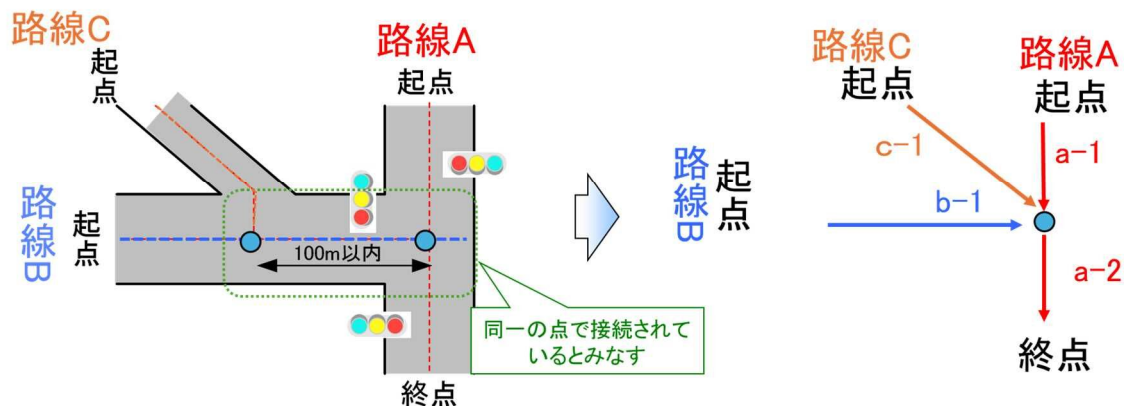 路線C
起点
路線A
起点
路線B
起点
100m以内
同一の点で接続されて
いるとみなす
終点
路線C
起点
路線A
起点
c-1
a-1
路線B
起点
b-1
a-2
終点